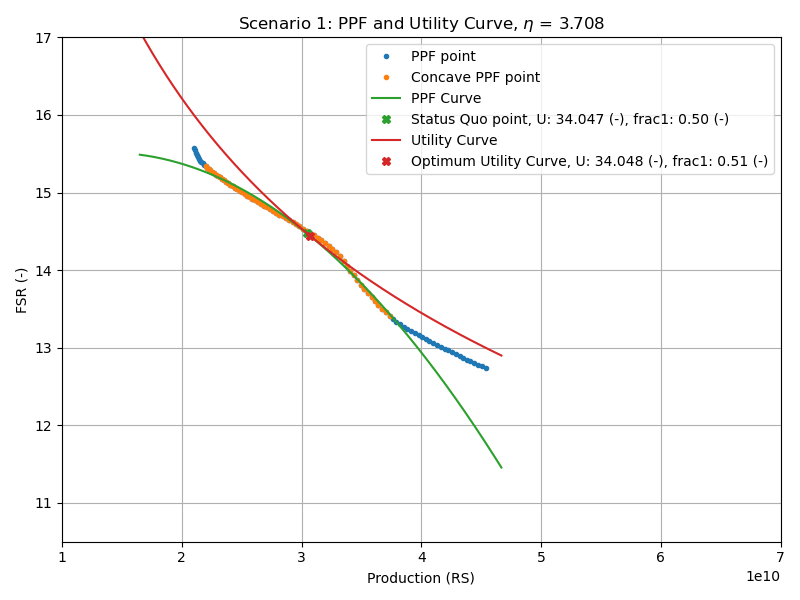 Scenario 1: PPF and Utility Curve, η = 3.708
PPF point
Concave PPF point
PPF Curve
Status Quo point, U: 34.047 (-), frac1: 0.50 (-)
Utility Curve
Optimum Utility Curve, U: 34.048 (-), frac1: 0.51 (-)
17
16
15
14
13
12
11
FSR (-)
1 2 3 4 5 6 7
1e10
Production (RS)